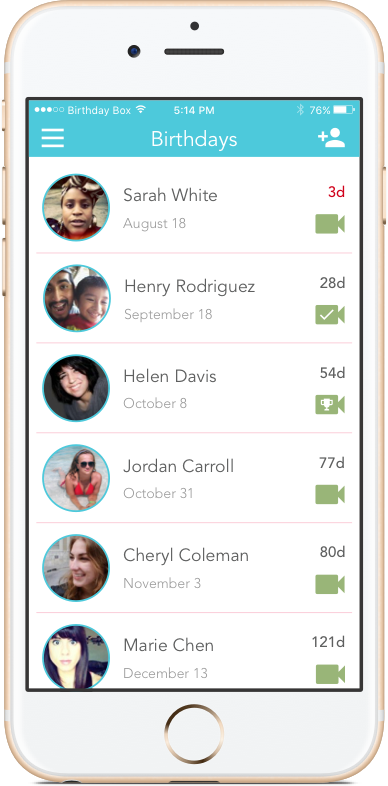 Birthday Box 5:14 PM 76%
Birthdays
Sarah White 3d
August 18
Henry Rodriguez 28d
September 18
Helen Davis 54d
October 8
Jordan Carroll 77d
October 31
Cheryl Coleman 80d
November 3
Marie Chen 121d
December 13